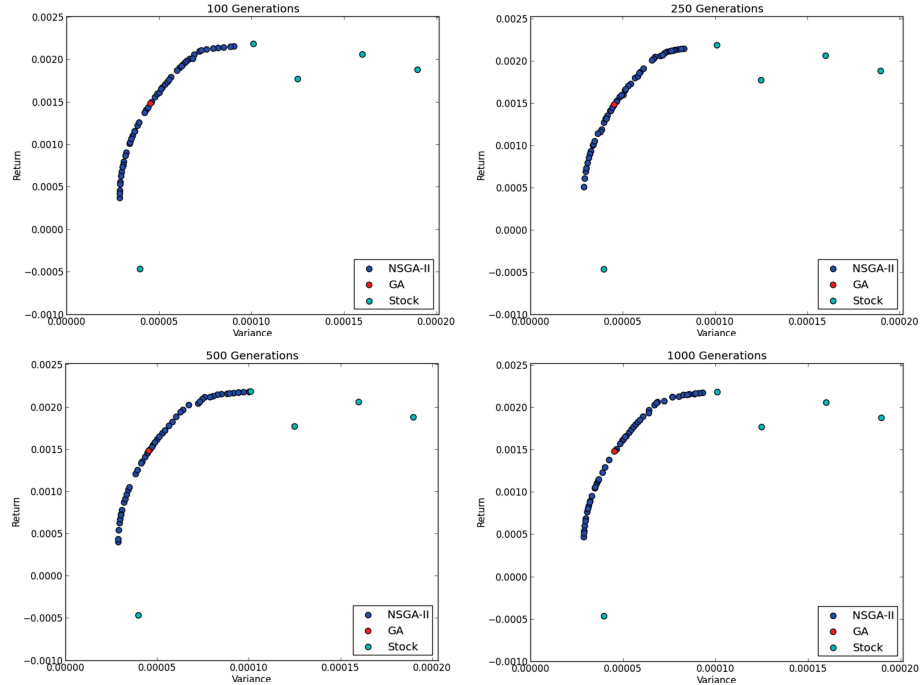 100 Generations
0.0025
0.0020
0.0015
0.0010
0.0005
0.0000
−0.0005
−0.0010
Return
0.00000
0.00005
0.00010
0.00015
0.00020
Variance
NSGA-II
GA
Stock
250 Generations
0.0025
0.0020
0.0015
0.0010
0.0005
0.0000
−0.0005
−0.0010
Return
0.00000
0.00005
0.00010
0.00015
0.00020
Variance
NSGA-II
GA
Stock
500 Generations
0.0025
0.0020
0.0015
0.0010
0.0005
0.0000
−0.0005
−0.0010
Return
0.00000
0.00005
0.00010
0.00015
0.00020
Variance
NSGA-II
GA
Stock
1000 Generations
0.0025
0.0020
0.0015
0.0010
0.0005
0.0000
−0.0005
−0.0010
Return
0.00000
0.00005
0.00010
0.00015
0.00020
Variance
NSGA-II
GA
Stock